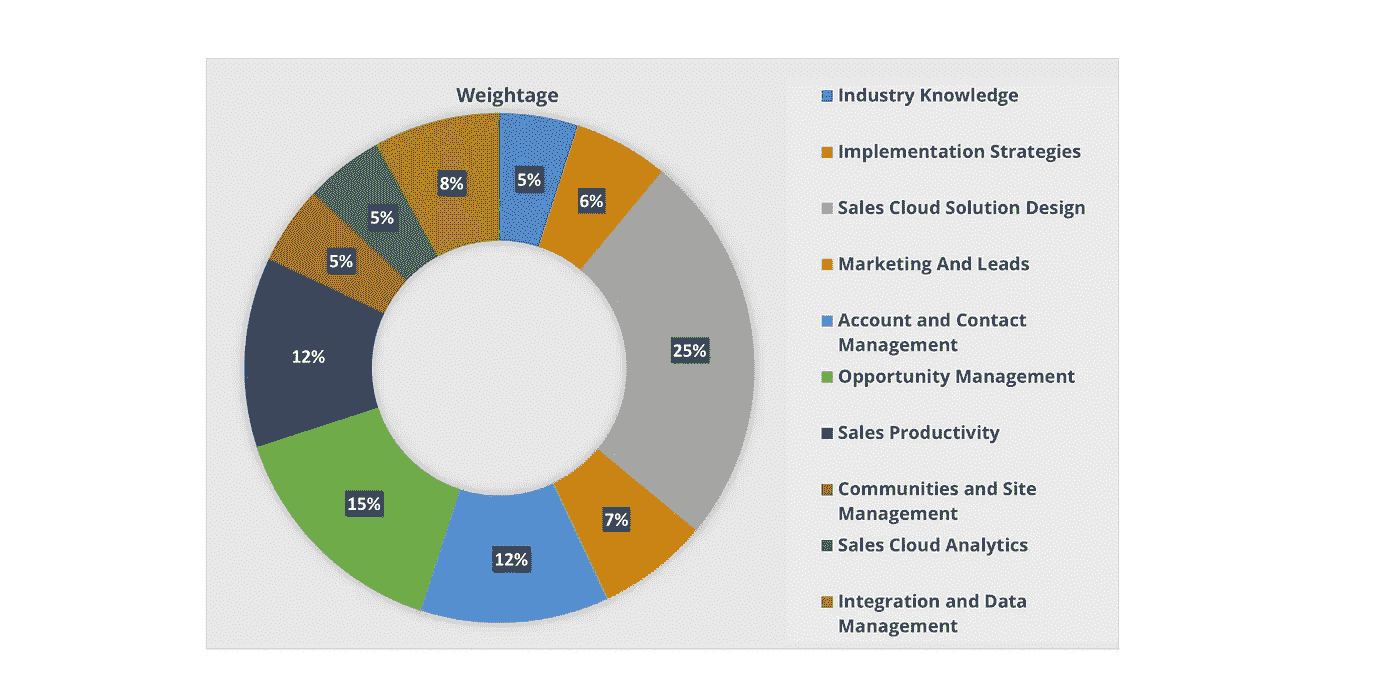 Weightage
8%
5%
6%
5%
5%
25%
12%
15%
7%
12%
Industry Knowledge
Implementation Strategies
Sales Cloud Solution Design
Marketing And Leads
Account and Contact
Management
Opportunity Management
Sales Productivity
Communities and Site
Management
Sales Cloud Analytics
Integration and Data
Management